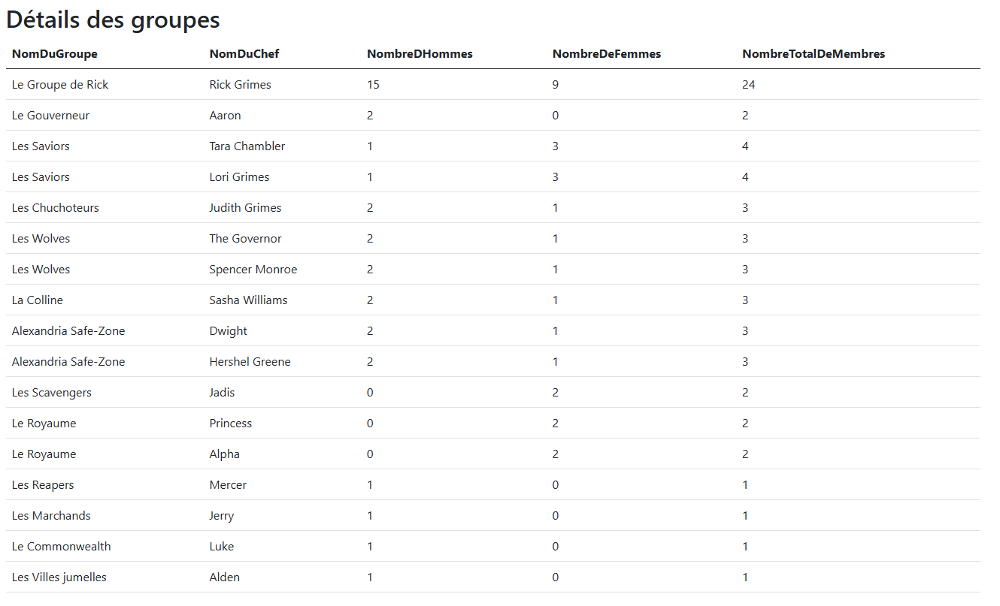 Détails des groupes
NomDuGroupe NomDuChef NombreDHommes NombreDeFemmes NombreTotalDeMembres
Le Groupe de Rick Rick Grimes 15 9 24
Le Gouverneur Aaron 2 0 2
Les Saviors Tara Chambler 1 3 4
Les Saviors Lori Grimes 1 3 4
Les Chuchoteurs Judith Grimes 2 1 3
Les Wolves The Governor 2 1 3
Les Wolves Spencer Monroe 2 1 3
La Colline Sasha Williams 2 1 3
Alexandria Safe-Zone Dwight 2 1 3
Alexandria Safe-Zone Hershel Greene 2 1 3
Les Scavengers Jadis 0 2 2
Le Royaume Princess 0 2 2
Le Royaume Alpha 0 2 2
Les Reapers Mercer 1 0 1
Les Marchands Jerry 1 0 1
Le Commonwealth Luke 1 0 1
Les Villes jumelles Alden 1 0 1